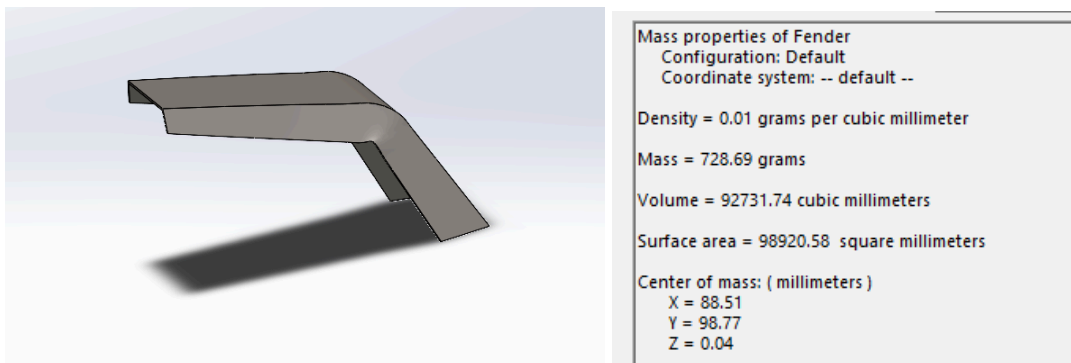 Mass properties of Fender
Configuration: Default
Coordinate system: -- default --
Density = 0.01 grams per cubic millimeter
Mass = 728.69 grams
Volume = 92731.74 cubic millimeters
Surface area = 98920.58  square millimeters
Center of mass: ( millimeters )
X = 88.51
Y = 98.77
Z = 0.04